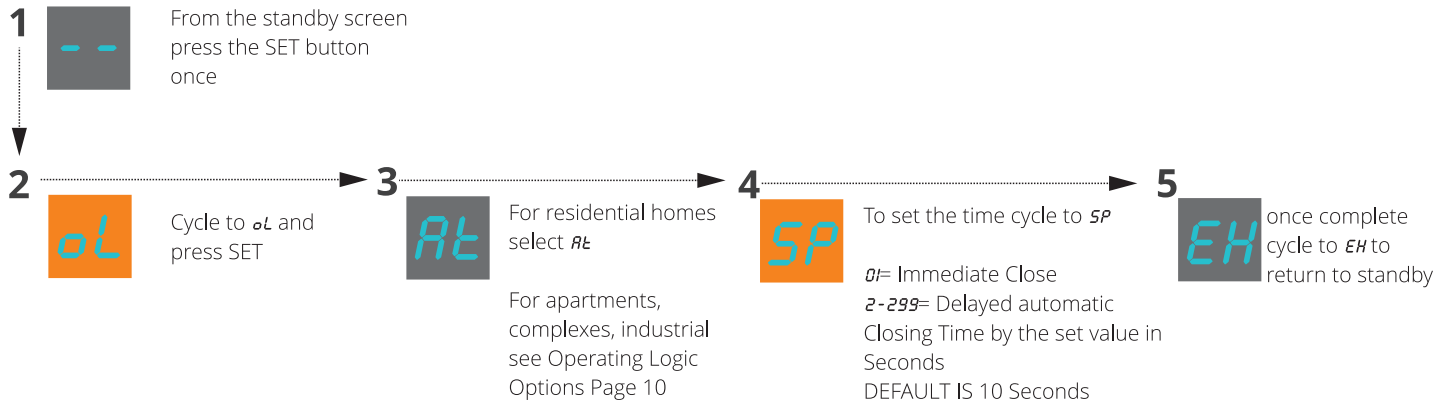 1
--
From the standby screen
press the SET button
once
2
oL
Cycle to oL and
press SET
3
At
For residential homes
select At
For apartments,
complexes, industrial
see Operating Logic
Options Page 10
4
SP
To set the time cycle to SP
01= Immediate Close
2-299= Delayed automatic
Closing Time by the set value in
Seconds
DEFAULT IS 10 Seconds
5
EH
once complete
cycle to EH to
return to standby